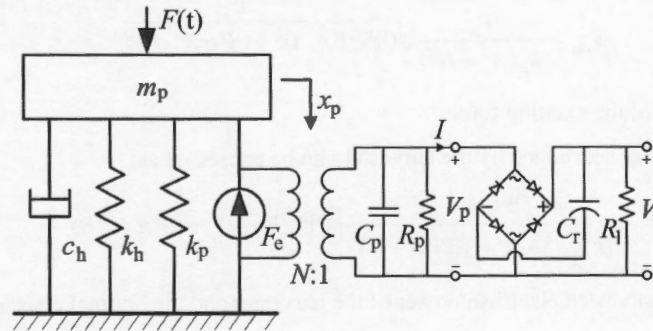 F(t)
m_p
x_p
I
+
+
+
c_h
k_h
k_p
F_e
N:1
C_p
R_p
V_p
C_r
R_l
V
−
−